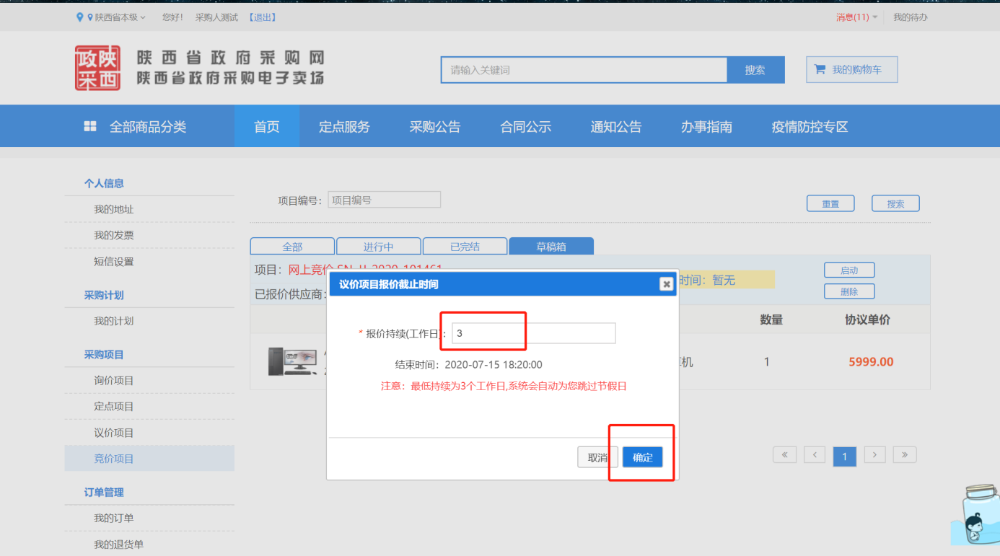 陕西省本级 您好! 采购人测试 【退出】 消息(11) 我的待办
政陕
采西
陕西省政府采购网
陕西省政府采购电子卖场
请输入关键词 搜索 我的购物车
全部商品分类 首页 定点服务 采购公告 合同公示 通知公告 办事指南 疫情防控专区
个人信息
我的地址
我的发票
短信设置
采购计划
我的计划
采购项目
询价项目
定点项目
议价项目
竞价项目
订单管理
我的订单
我的退货单
项目编号: 项目编号 重置 搜索
全部 进行中 已完结 草稿箱
项目: 网上竞价 启动
已报价供应商: 时间: 暂无 删除
数量 协议单价
机 1 5999.00
议价项目报价截止时间
* 报价持续(工作日): 3
结束时间: 2020-07-15 18:20:00
注意: 最低持续为3个工作日,系统会自动为您跳过节假日
取消 确定
« ‹ 1 › »